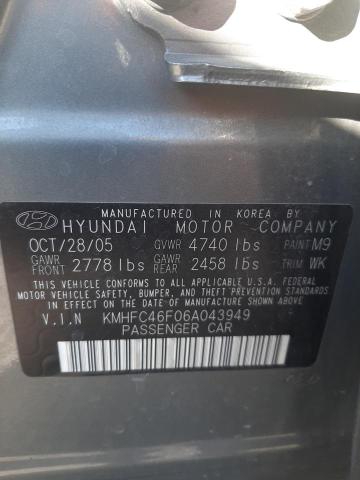 MANUFACTURED IN KOREA BY
HYUNDAI MOTOR COMPANY
OCT/28/05 GVWR 4740 lbs PAINT M9
GAWR FRONT 2778 lbs GAWR REAR 2458 lbs TRIM WK
THIS VEHICLE CONFORMS TO ALL APPLICABLE U.S.A. FEDERAL
MOTOR VEHICLE SAFETY, BUMPER, AND THEFT PREVENTION STANDARDS
IN EFFECT ON THE DATE OF MANUFACTURE SHOWN ABOVE.
V.I.N KMHFC46F06A043949
PASSENGER CAR